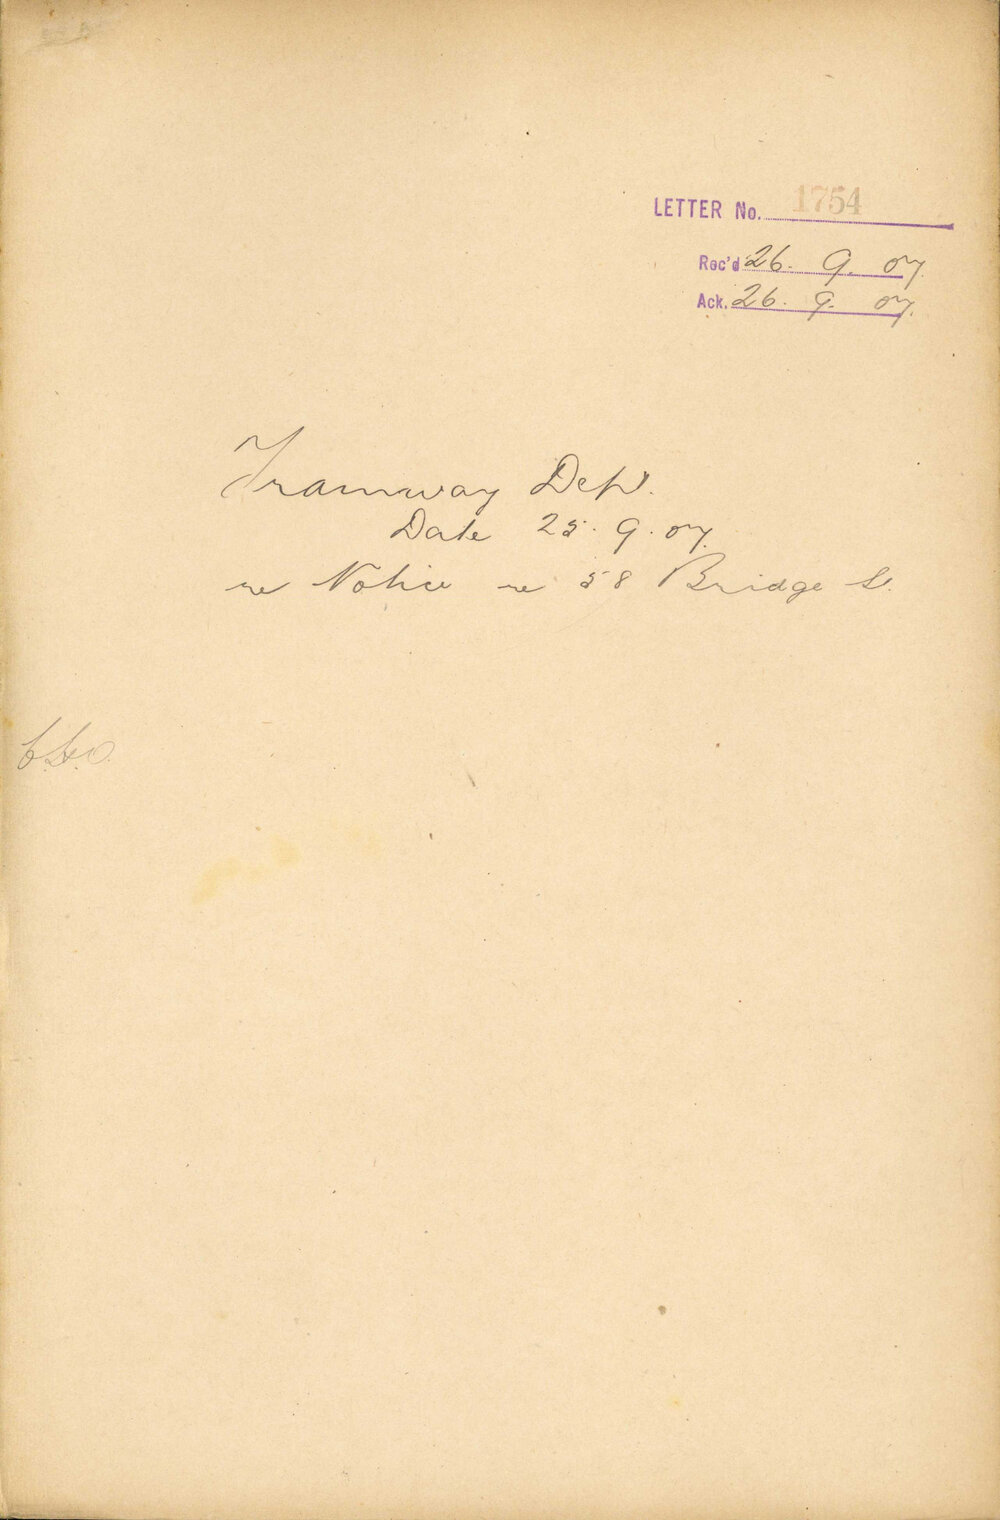 LETTER No. 1754
Rec'd 26. 9. 07
Ack. 26. 9. 07.
Tramway Dept.
Date 25. 9. 07.
re Notice re 58 Bridge St.